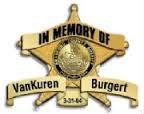 IN MEMORY OF
VanKuren Burgert
3-31-84